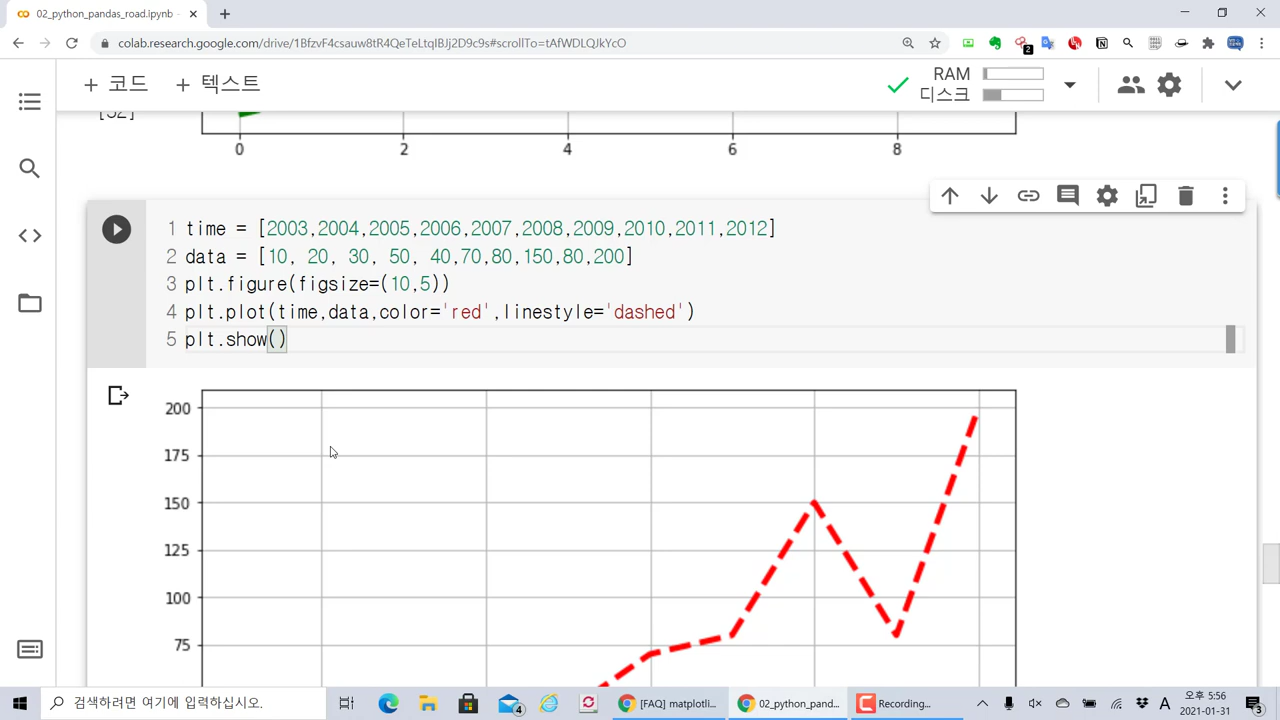 02_python_pandas_road.ipynb
colab.research.google.com/drive/1BfzvF4csauw8tR4QeTeLtqIBJj2D9c9s#scrollTo=tAfWDLQJkYcO
+ 코드 + 텍스트
RAM
디스크
[52]
0 2 4 6 8
1 time = [2003,2004,2005,2006,2007,2008,2009,2010,2011,2012]
2 data = [10, 20, 30, 50, 40,70,80,150,80,200]
3 plt.figure(figsize=(10,5))
4 plt.plot(time,data,color='red',linestyle='dashed')
5 plt.show()
200
175
150
125
100
75
검색하려면 여기에 입력하십시오.
4
[FAQ] matplotli...
02_python_pand...
Recording...
A
오후 5:56
2021-01-31
3
2